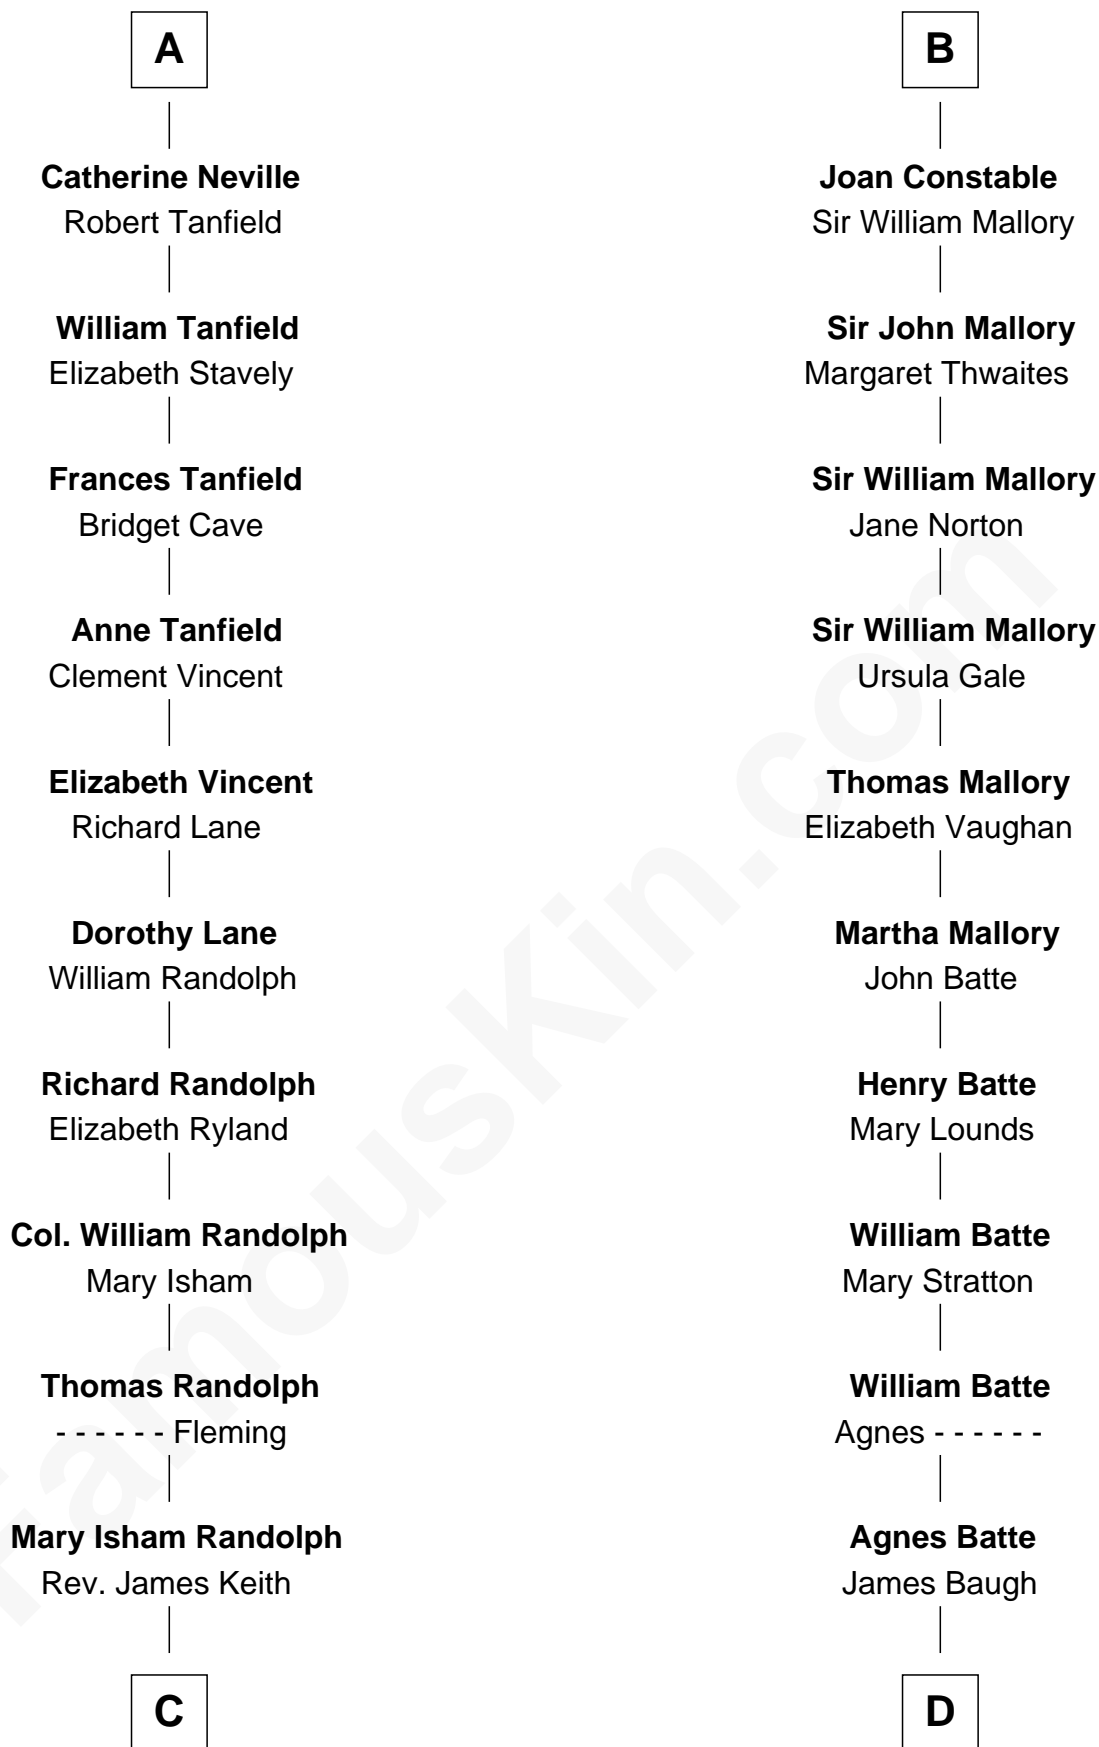 A
Catherine Neville
Robert Tanfield
William Tanfield
Elizabeth Stavely
Frances Tanfield
Bridget Cave
Anne Tanfield
Clement Vincent
Elizabeth Vincent
Richard Lane
Dorothy Lane
William Randolph
Richard Randolph
Elizabeth Ryland
Col. William Randolph
Mary Isham
Thomas Randolph
- - - - - - Fleming
Mary Isham Randolph
Rev. James Keith
C
B
Joan Constable
Sir William Mallory
Sir John Mallory
Margaret Thwaites
Sir William Mallory
Jane Norton
Sir William Mallory
Ursula Gale
Thomas Mallory
Elizabeth Vaughan
Martha Mallory
John Batte
Henry Batte
Mary Lounds
William Batte
Mary Stratton
William Batte
Agnes - - - - - -
Agnes Batte
James Baugh
D
FamousKin.com